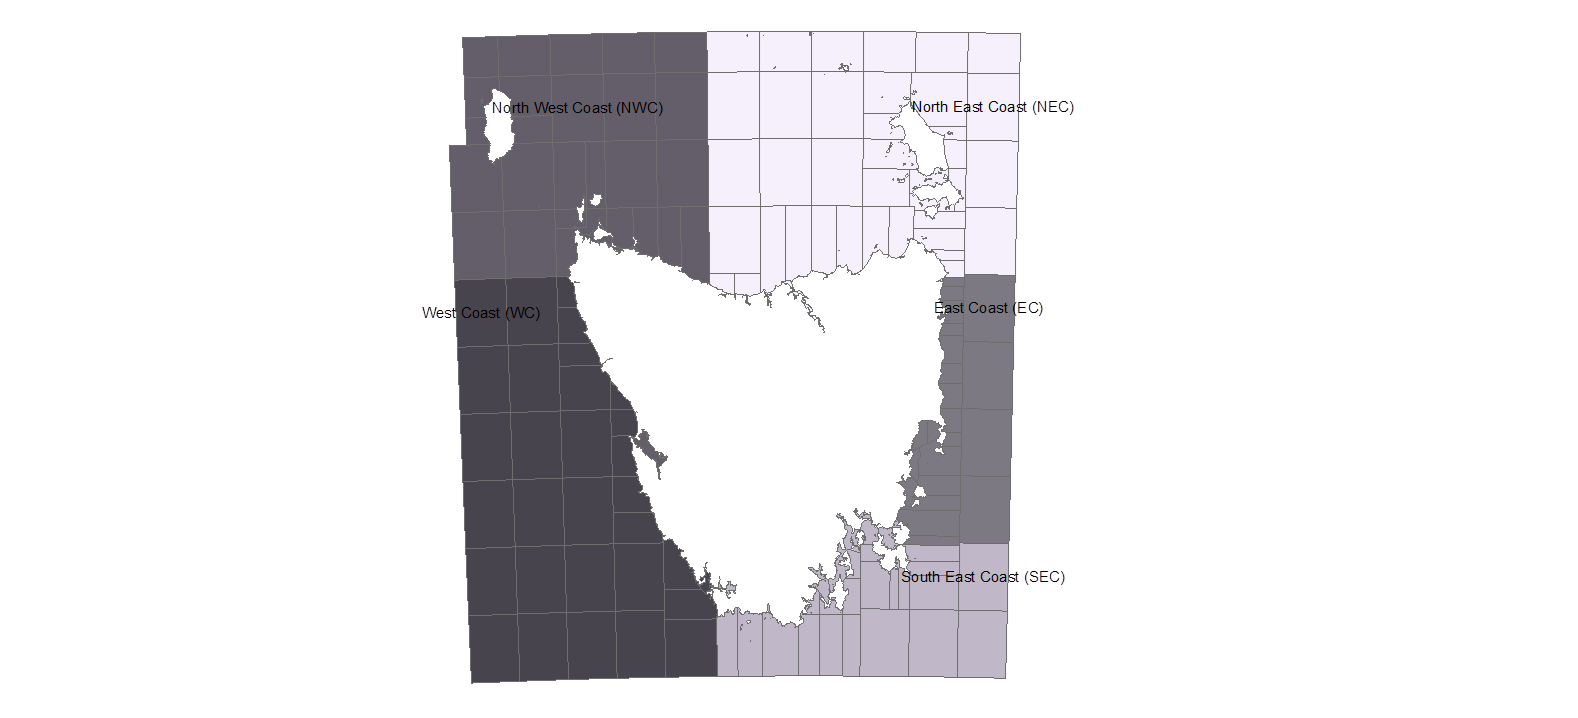 North West Coast (NWC)
North East Coast (NEC)
West Coast (WC)
East Coast (EC)
South East Coast (SEC)